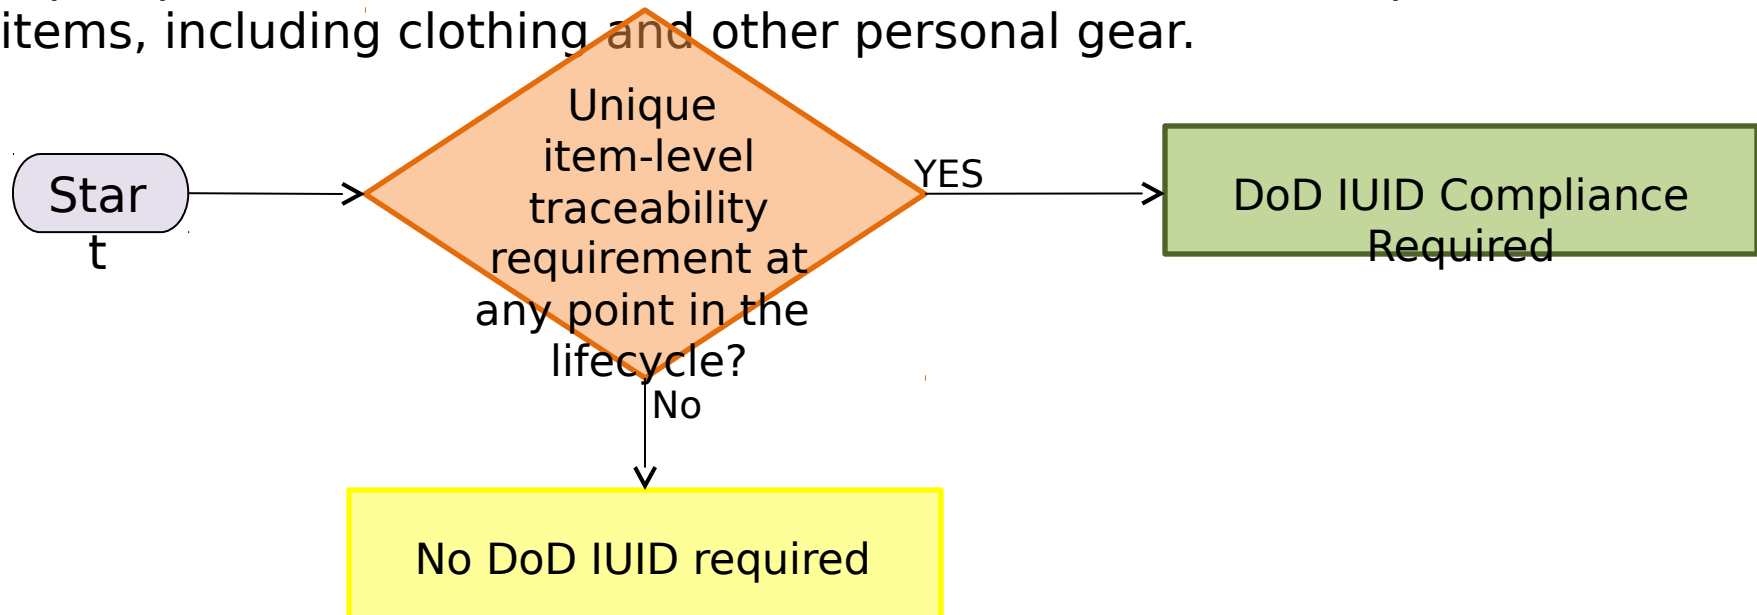 items, including clothing and other personal gear.
Star
t
Unique
item-level
traceability
requirement at
any point in the
lifecycle?
YES
DoD IUID Compliance
Required
No
No DoD IUID required